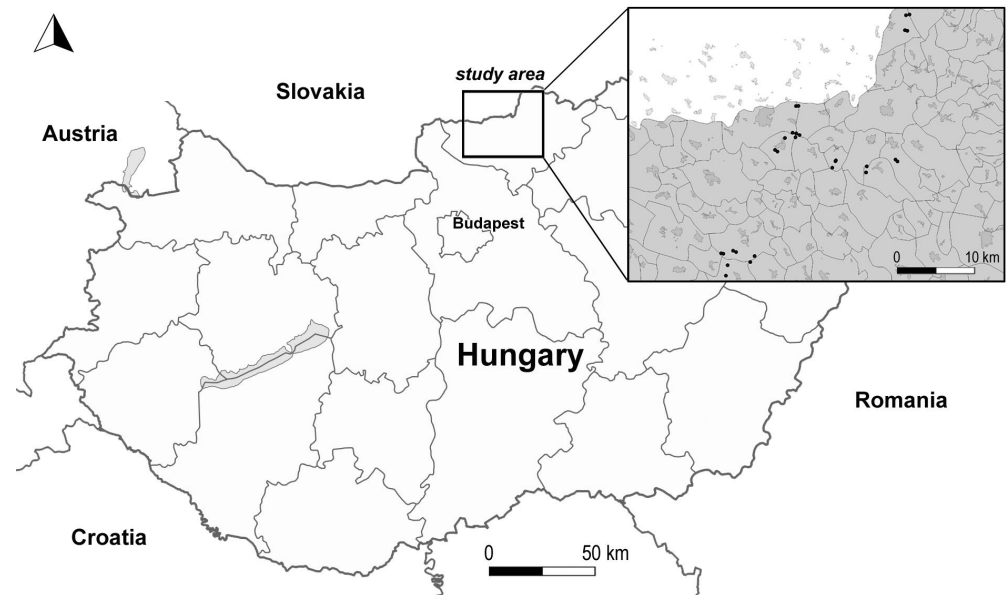 Slovakia
study area
Austria
Budapest
0 10 km
Hungary
Romania
Croatia
0 50 km